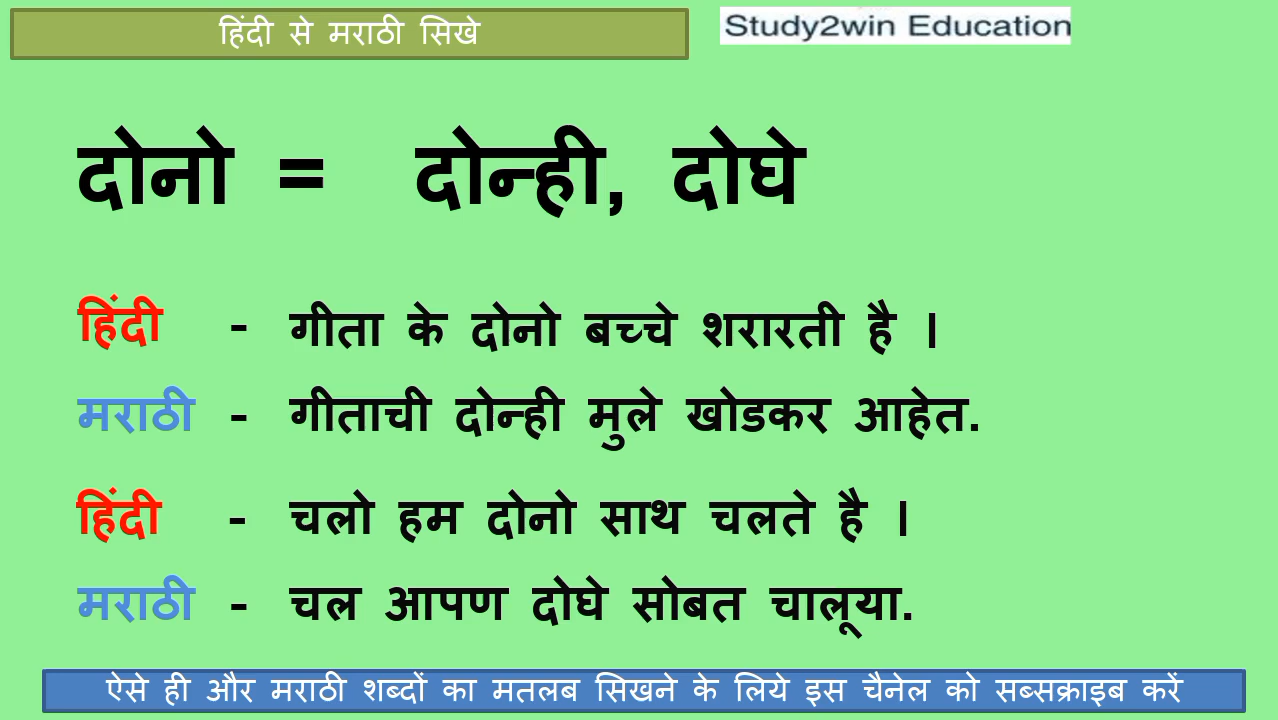 हिंदी से मराठी सिखे
Study2win Education
दोनो = दोन्ही, दोघे
हिंदी - गीता के दोनो बच्चे शरारती है ।
मराठी - गीताची दोन्ही मुले खोडकर आहेत.
हिंदी - चलो हम दोनो साथ चलते है ।
मराठी - चल आपण दोघे सोबत चालूया.
ऐसे ही और मराठी शब्दों का मतलब सिखने के लिये इस चैनेल को सब्सक्राइब करें